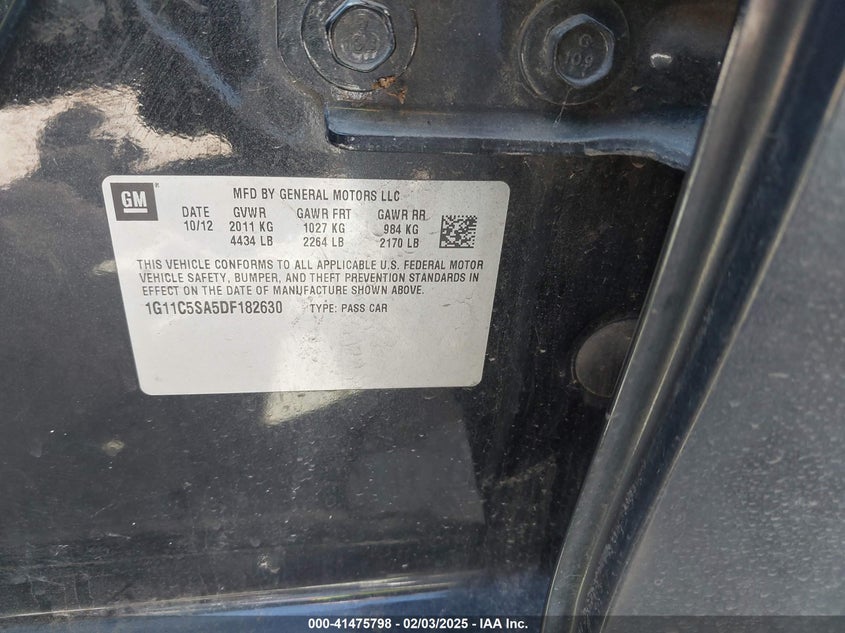 GM
MFD BY GENERAL MOTORS LLC
DATE GVWR GAWR FRT GAWR RR
10/12 2011 KG 1027 KG 984 KG
4434 LB 2264 LB 2170 LB
THIS VEHICLE CONFORMS TO ALL APPLICABLE U.S. FEDERAL MOTOR
VEHICLE SAFETY, BUMPER, AND THEFT PREVENTION STANDARDS IN
EFFECT ON THE DATE OF MANUFACTURE SHOWN ABOVE.
1G11C5SA5DF182630 TYPE: PASS CAR
000-41475798 - 02/03/2025 - IAA Inc.